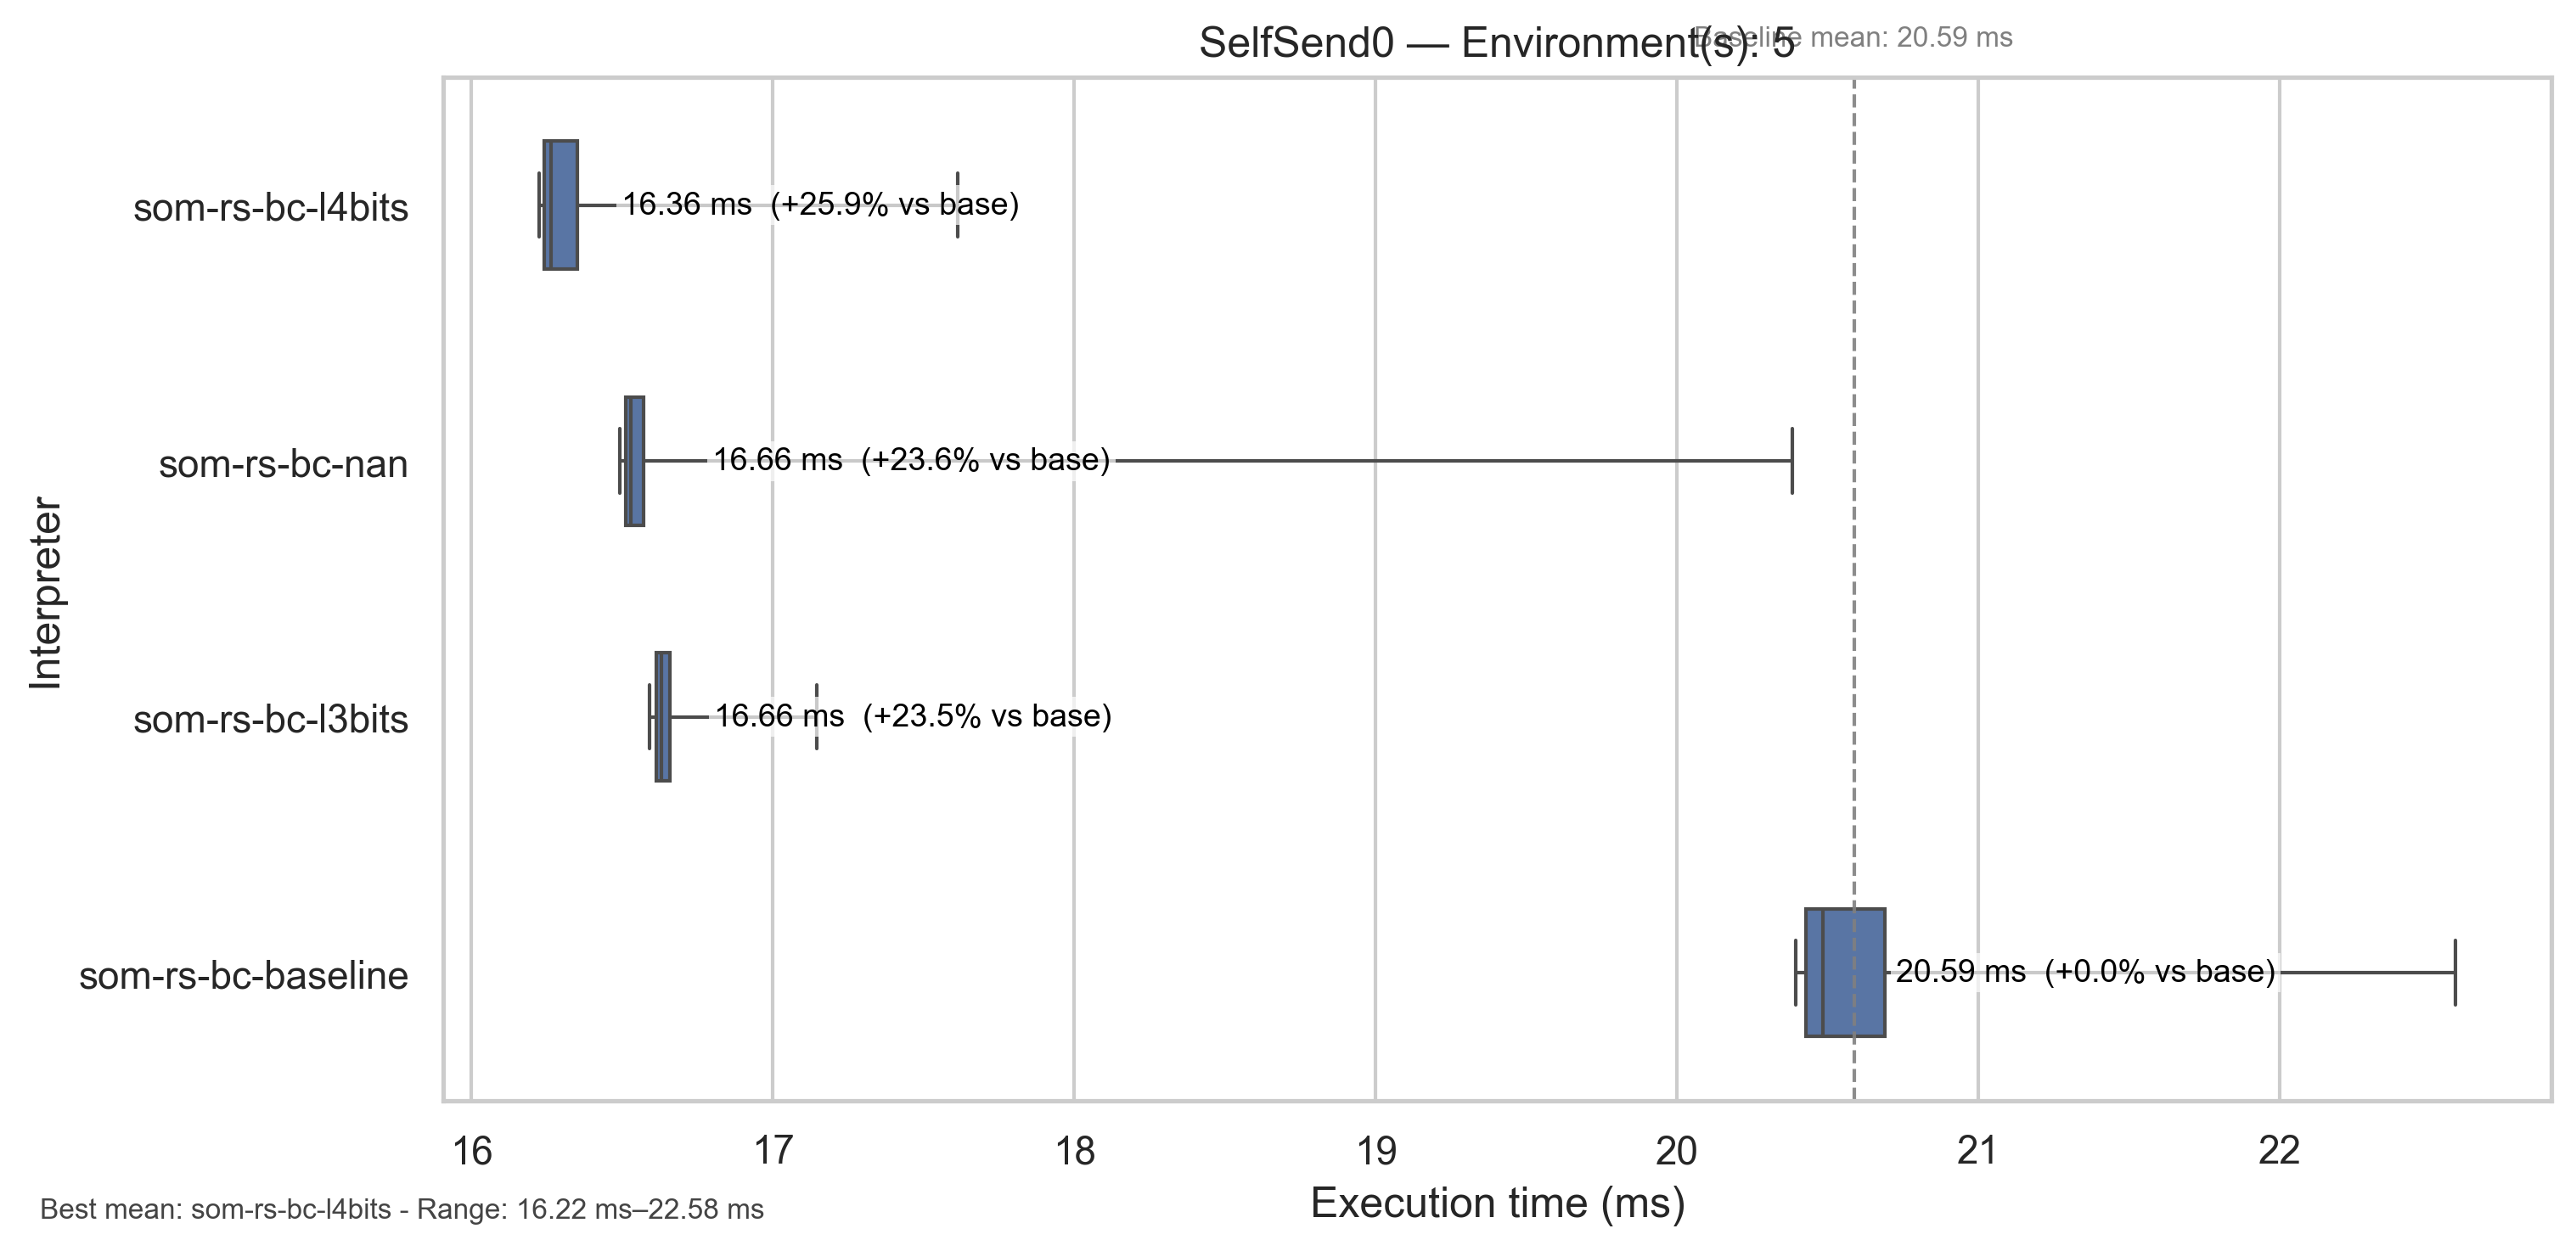 SelfSend0 — Environment(s): 5
Baseline mean: 20.59 ms
som-rs-bc-l4bits
16.36 ms (+25.9% vs base)
som-rs-bc-nan
16.66 ms (+23.6% vs base)
Interpreter
som-rs-bc-l3bits
16.66 ms (+23.5% vs base)
som-rs-bc-baseline
20.59 ms (+0.0% vs base)
16 17 18 19 20 21 22
Execution time (ms)
Best mean: som-rs-bc-l4bits - Range: 16.22 ms–22.58 ms